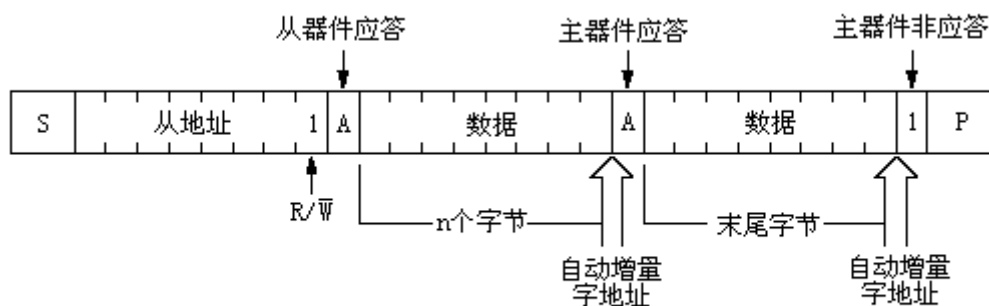 从器件应答 主器件应答 主器件非应答
S 从地址 1 A 数据 A 数据 1 P
R/W̅ n个字节 末尾字节
自动增量 自动增量
字地址 字地址